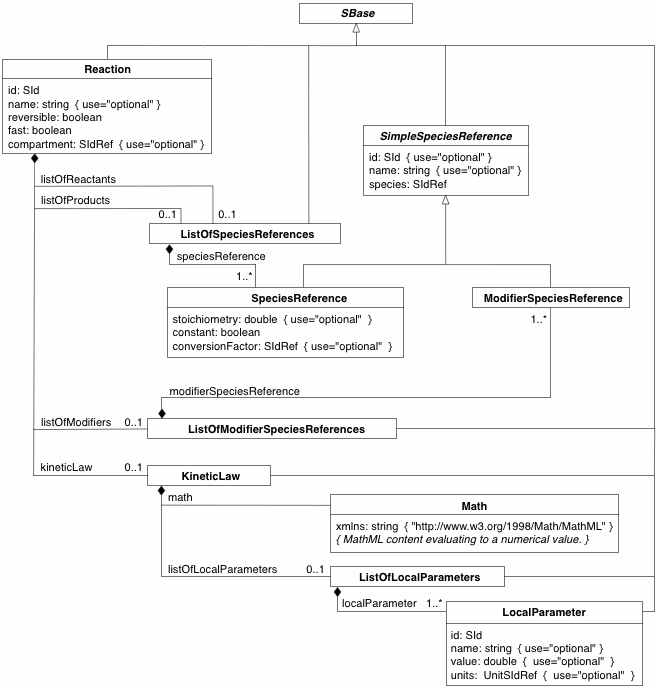 SBase
Reaction
id: SId
name: string { use="optional" }
reversible: boolean
fast: boolean
compartment: SIdRef { use="optional" }
SimpleSpeciesReference
id: SId { use="optional" }
name: string { use="optional" }
species: SIdRef
listOfReactants
listOfProducts
0..1
0..1
ListOfSpeciesReferences
speciesReference
1..*
SpeciesReference
stoichiometry: double { use="optional" }
constant: boolean
conversionFactor: SIdRef { use="optional" }
ModifierSpeciesReference
1..*
modifierSpeciesReference
listOfModifiers 0..1
ListOfModifierSpeciesReferences
kineticLaw 0..1
KineticLaw
math
Math
xmlns: string { "http://www.w3.org/1998/Math/MathML" }
{ MathML content evaluating to a numerical value. }
listOfLocalParameters 0..1
ListOfLocalParameters
localParameter 1..*
LocalParameter
id: SId
name: string { use="optional" }
value: double { use="optional" }
units: UnitSIdRef { use="optional" }